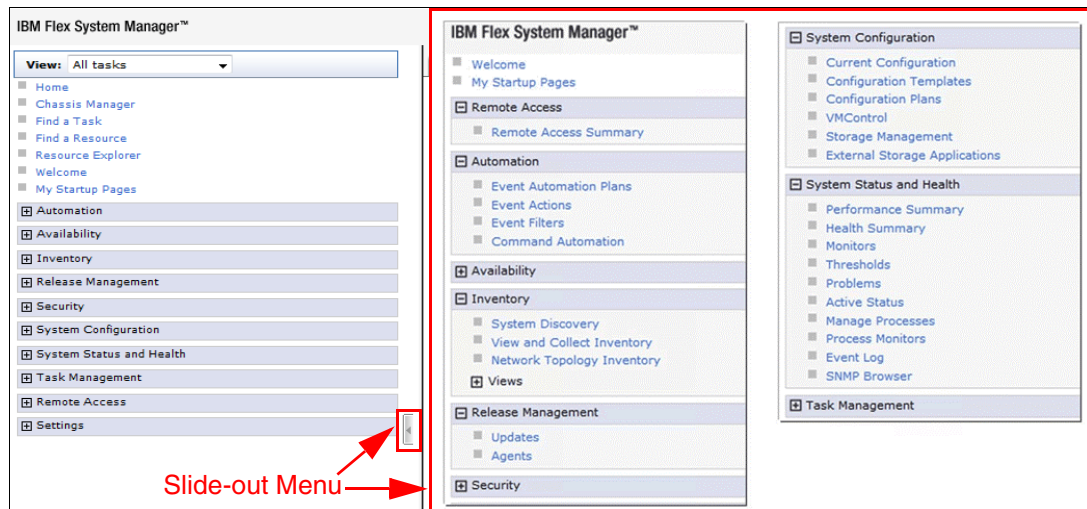 IBM Flex System Manager™
View: All tasks
Home
Chassis Manager
Find a Task
Find a Resource
Resource Explorer
Welcome
My Startup Pages
Automation
Availability
Inventory
Release Management
Security
System Configuration
System Status and Health
Task Management
Remote Access
Settings
Slide-out Menu
IBM Flex System Manager™
Welcome
My Startup Pages
Remote Access
Remote Access Summary
Automation
Event Automation Plans
Event Actions
Event Filters
Command Automation
Availability
Inventory
System Discovery
View and Collect Inventory
Network Topology Inventory
Views
Release Management
Updates
Agents
Security
System Configuration
Current Configuration
Configuration Templates
Configuration Plans
VMControl
Storage Management
External Storage Applications
System Status and Health
Performance Summary
Health Summary
Monitors
Thresholds
Problems
Active Status
Manage Processes
Process Monitors
Event Log
SNMP Browser
Task Management